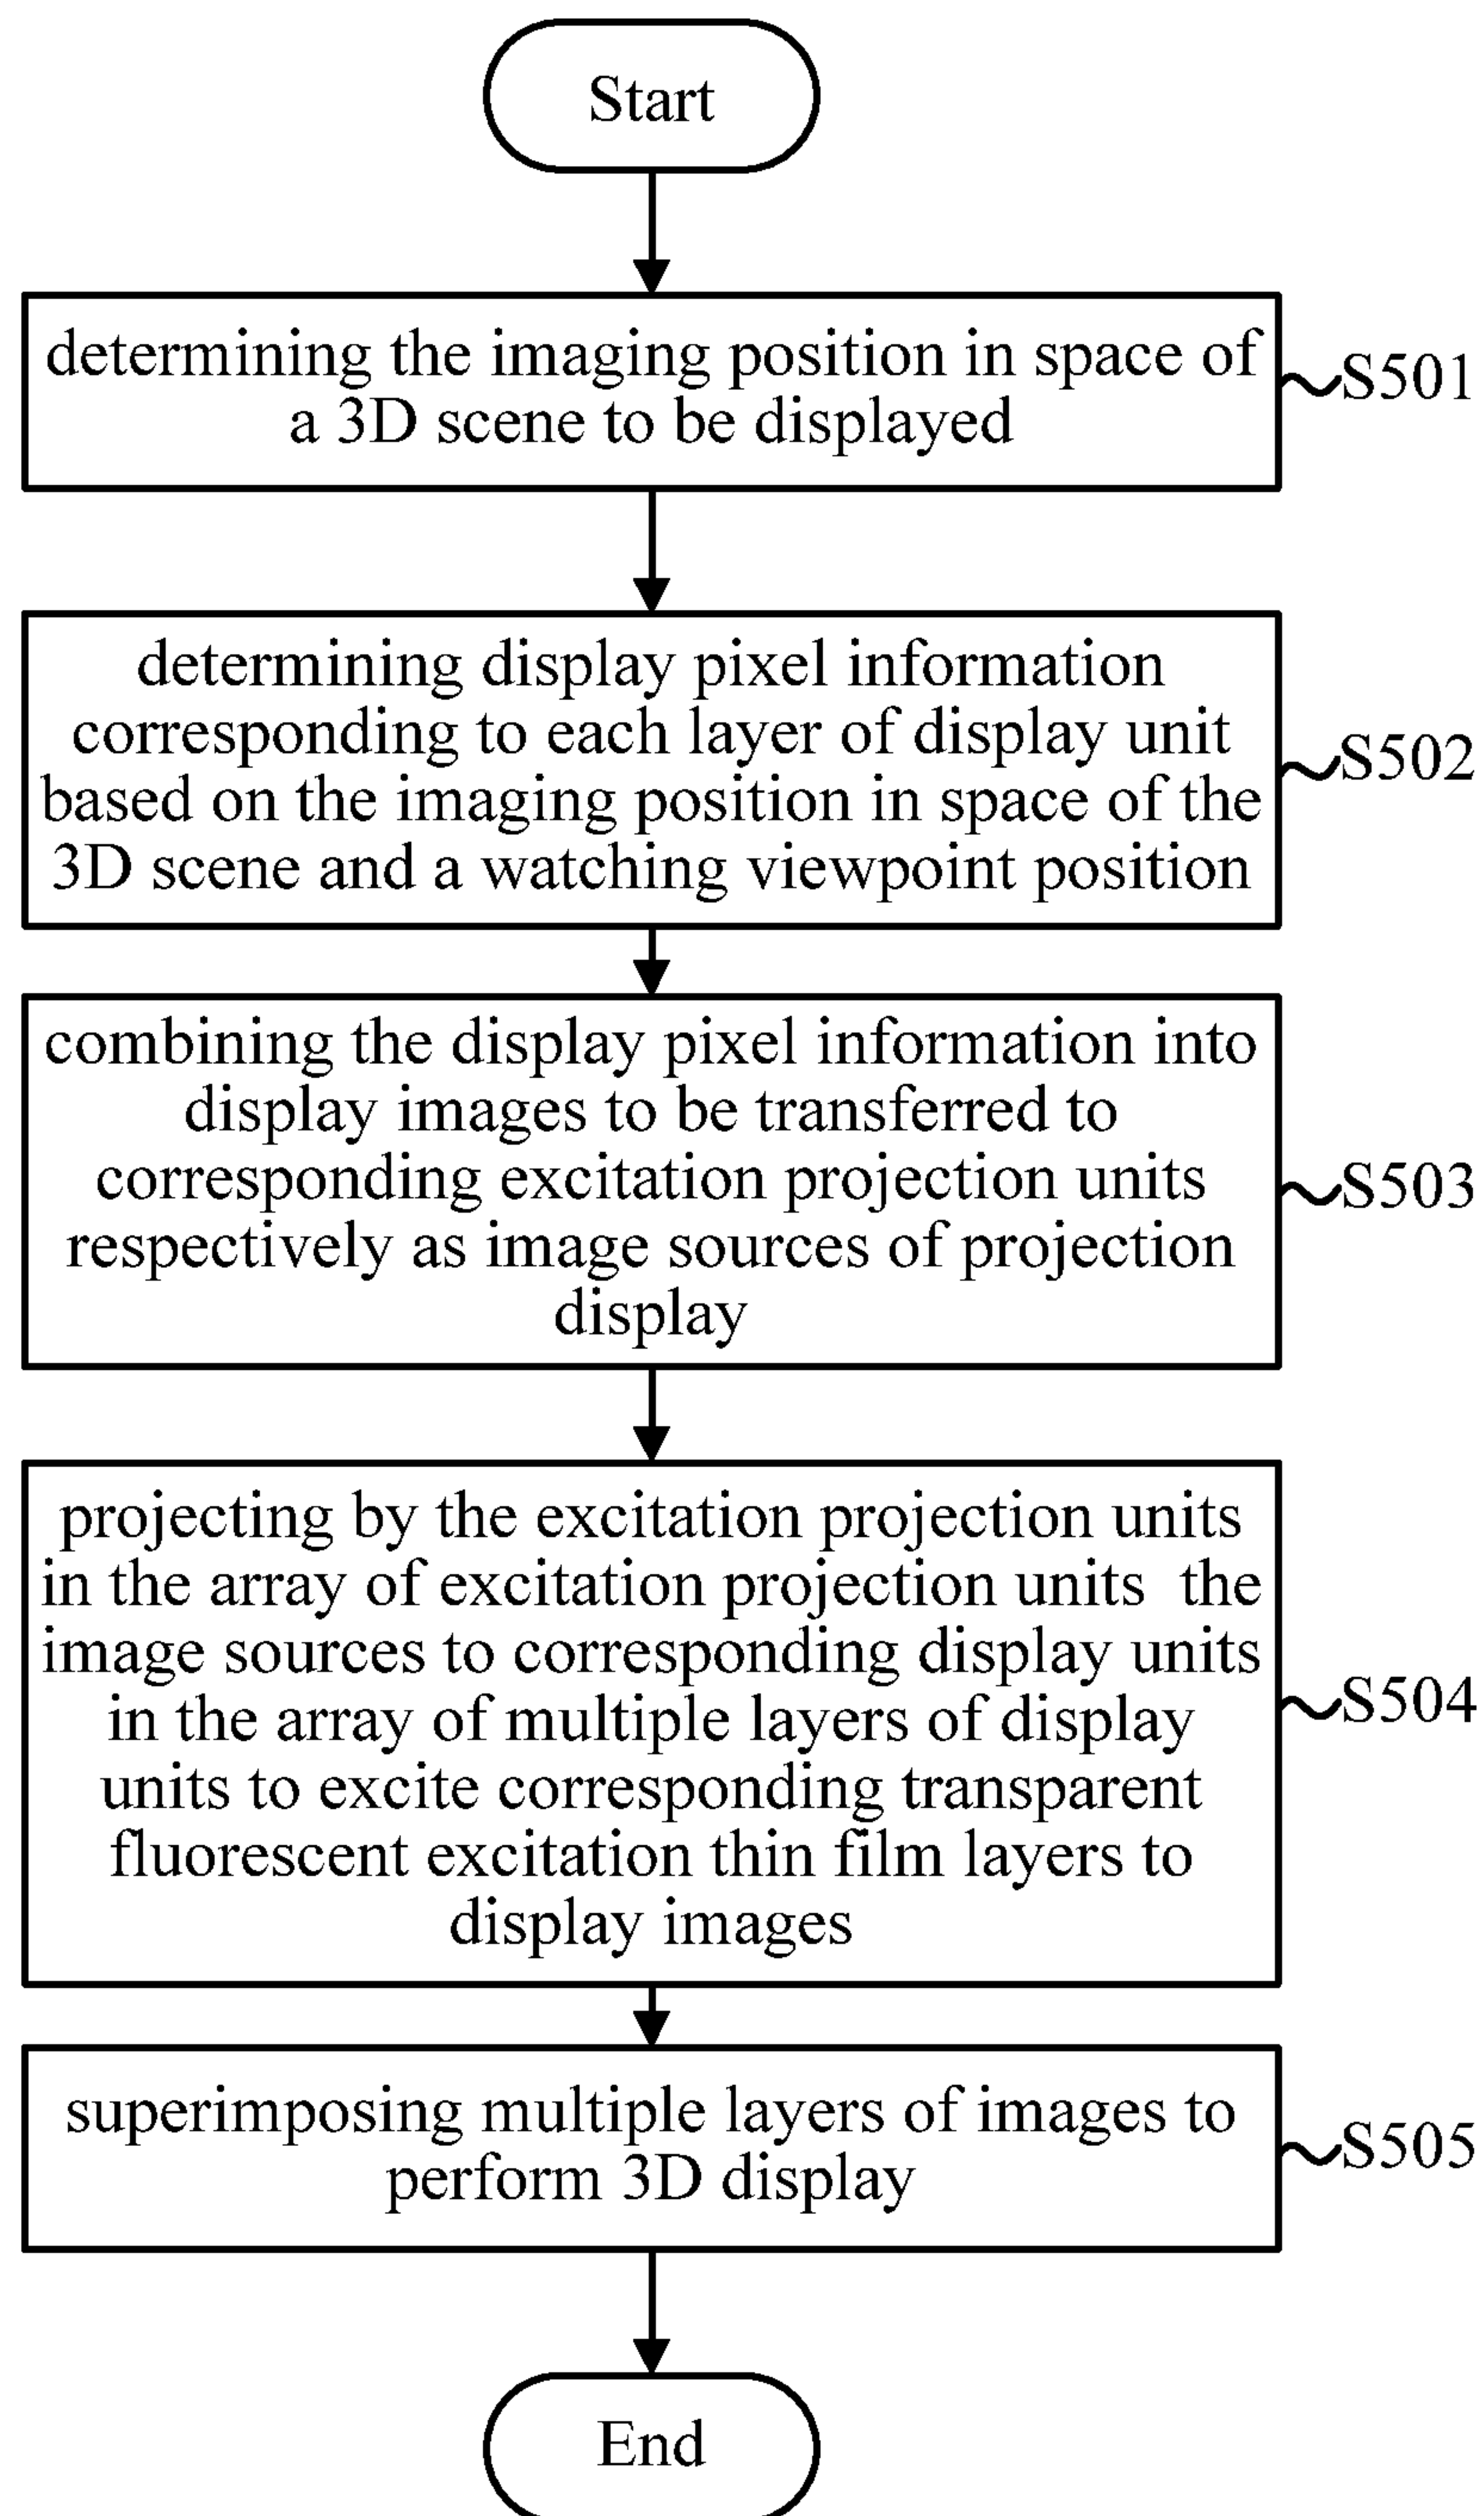 Start
determining the imaging position in space of
a 3D scene to be displayed
S501
determining display pixel information
corresponding to each layer of display unit
based on the imaging position in space of the
3D scene and a watching viewpoint position
S502
combining the display pixel information into
display images to be transferred to
corresponding excitation projection units
respectively as image sources of projection
display
S503
projecting by the excitation projection units
in the array of excitation projection units the
image sources to corresponding display units
in the array of multiple layers of display
units to excite corresponding transparent
fluorescent excitation thin film layers to
display images
S504
superimposing multiple layers of images to
perform 3D display
S505
End